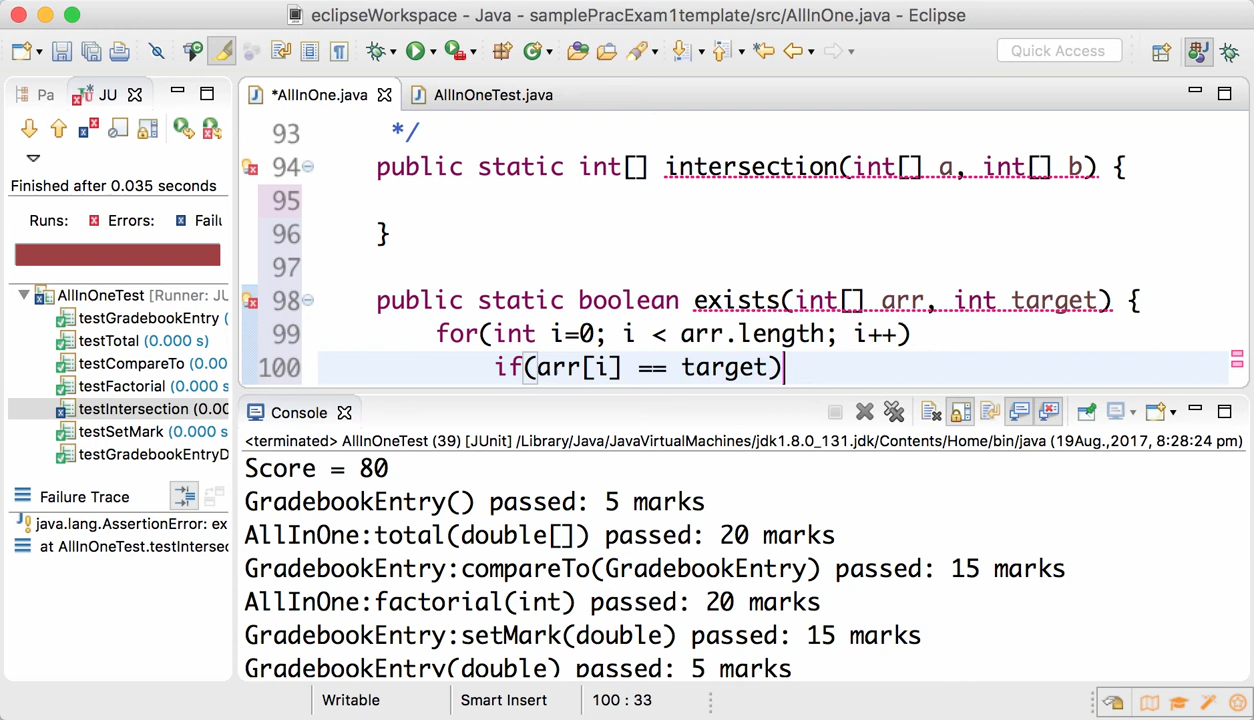 eclipseWorkspace - Java - samplePracExam1template/src/AllInOne.java - Eclipse
Quick Access
Pa
JU
*AllInOne.java
AllInOneTest.java
Finished after 0.035 seconds
Runs:
Errors:
Failu
AllInOneTest [Runner: JU
testGradebookEntry (
testTotal (0.000 s)
testCompareTo (0.00
testFactorial (0.000 s)
testIntersection (0.00
testSetMark (0.000 s)
testGradebookEntryD
Failure Trace
java.lang.AssertionError: ex
at AllInOneTest.testIntersec
93 */
94 public static int[] intersection(int[] a, int[] b) {
95
96 }
97
98 public static boolean exists(int[] arr, int target) {
99 for(int i=0; i < arr.length; i++)
100 if(arr[i] == target)
Console
<terminated> AllInOneTest (39) [JUnit] /Library/Java/JavaVirtualMachines/jdk1.8.0_131.jdk/Contents/Home/bin/java (19Aug.,2017, 8:28:24 pm)
Score = 80
GradebookEntry() passed: 5 marks
AllInOne:total(double[]) passed: 20 marks
GradebookEntry:compareTo(GradebookEntry) passed: 15 marks
AllInOne:factorial(int) passed: 20 marks
GradebookEntry:setMark(double) passed: 15 marks
GradebookEntry(double) passed: 5 marks
Writable
Smart Insert
100 : 33